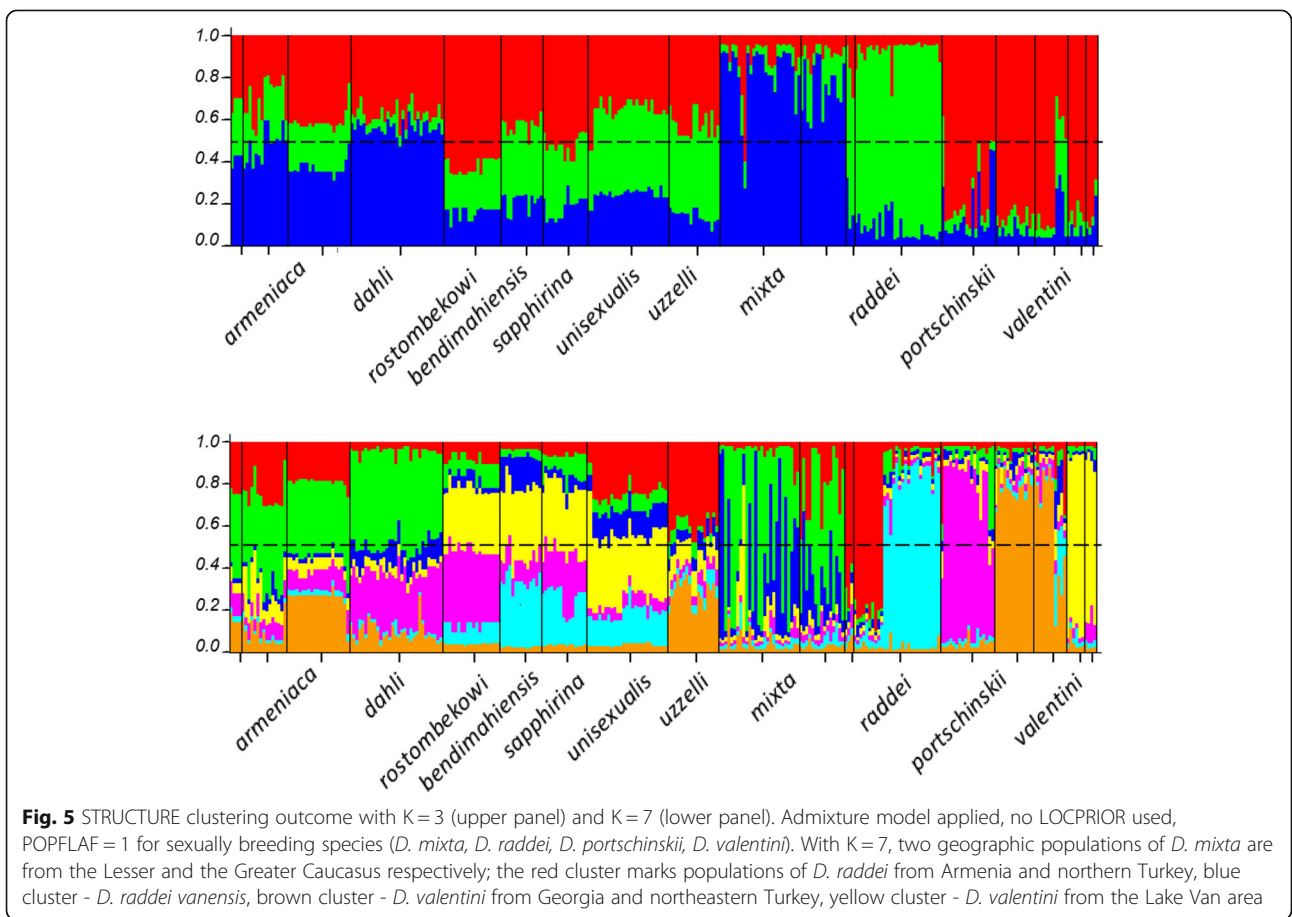 1.0
0.8
0.6
0.4
0.2
0.0
armeniaca
dahli
rostombekowi
bendimahiensis
sapphirina
unisexualis
uzzelli
mixta
raddei
portschinskii
valentini
1.0
0.8
0.6
0.4
0.2
0.0
armeniaca
dahli
rostombekowi
bendimahiensis
sapphirina
unisexualis
uzzelli
mixta
raddei
portschinskii
valentini
Fig. 5 STRUCTURE clustering outcome with K = 3 (upper panel) and K = 7 (lower panel). Admixture model applied, no LOCPRIOR used,
POPFLAF = 1 for sexually breeding species (D. mixta, D. raddei, D. portschinskii, D. valentini). With K = 7, two geographic populations of D. mixta are
from the Lesser and the Greater Caucasus respectively; the red cluster marks populations of D. raddei from Armenia and northern Turkey, blue
cluster - D. raddei vanensis, brown cluster - D. valentini from Georgia and northeastern Turkey, yellow cluster - D. valentini from the Lake Van area